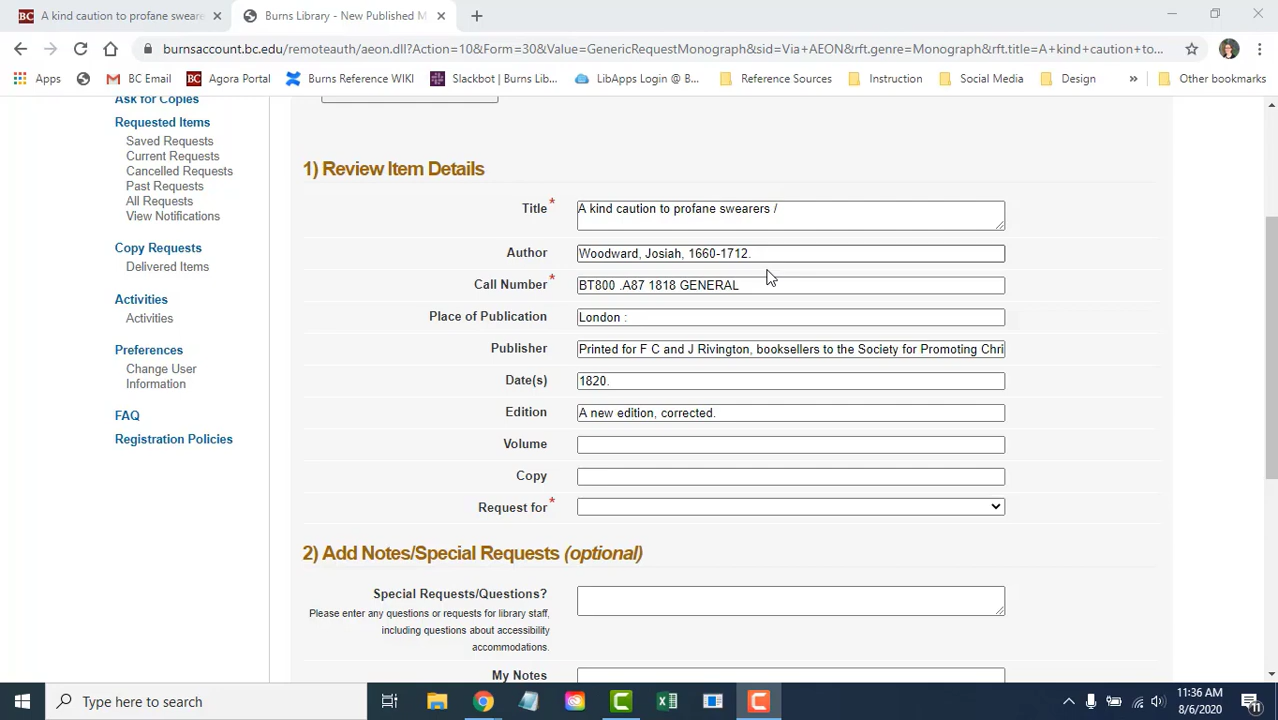 A kind caution to profane sweare
Burns Library - New Published M
burnsaccount.bc.edu/remoteauth/aeon.dll?Action=10&Form=30&Value=GenericRequestMonograph&sid=Via+AEON&rft.genre=Monograph&rft.title=A+kind+caution+to...
Apps
BC Email
Agora Portal
Burns Reference WIKI
Slackbot | Burns Lib...
LibApps Login @ B...
Reference Sources
Instruction
Social Media
Design
»
Other bookmarks
Ask for Copies
Requested Items
Saved Requests
Current Requests
Cancelled Requests
Past Requests
All Requests
View Notifications
Copy Requests
Delivered Items
Activities
Activities
Preferences
Change User
Information
FAQ
Registration Policies
1) Review Item Details
Title * A kind caution to profane swearers /
Author Woodward, Josiah, 1660-1712.
Call Number * BT800 .A87 1818 GENERAL
Place of Publication London :
Publisher Printed for F C and J Rivington, booksellers to the Society for Promoting Chri
Date(s) 1820.
Edition A new edition, corrected.
Volume
Copy
Request for *
2) Add Notes/Special Requests (optional)
Special Requests/Questions?
Please enter any questions or requests for library staff,
including questions about accessibility
accommodations.
My Notes
Type here to search
11:36 AM
8/6/2020
11